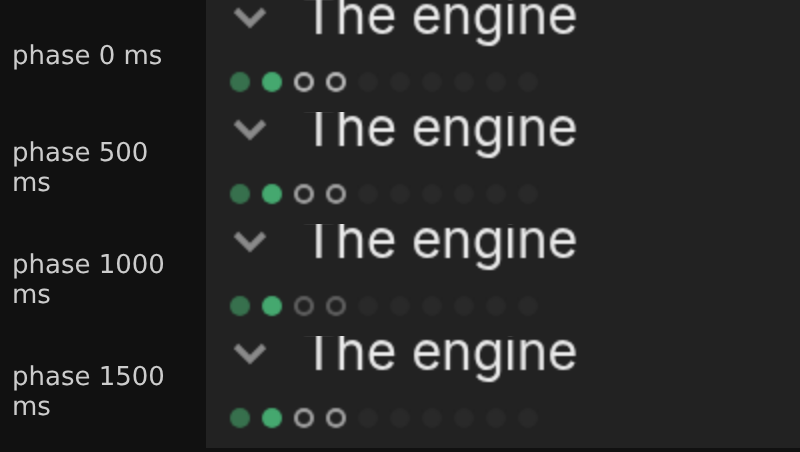 The engine
phase 0 ms
The engine
phase 500
ms
The engine
phase 1000
ms
The engine
phase 1500
ms